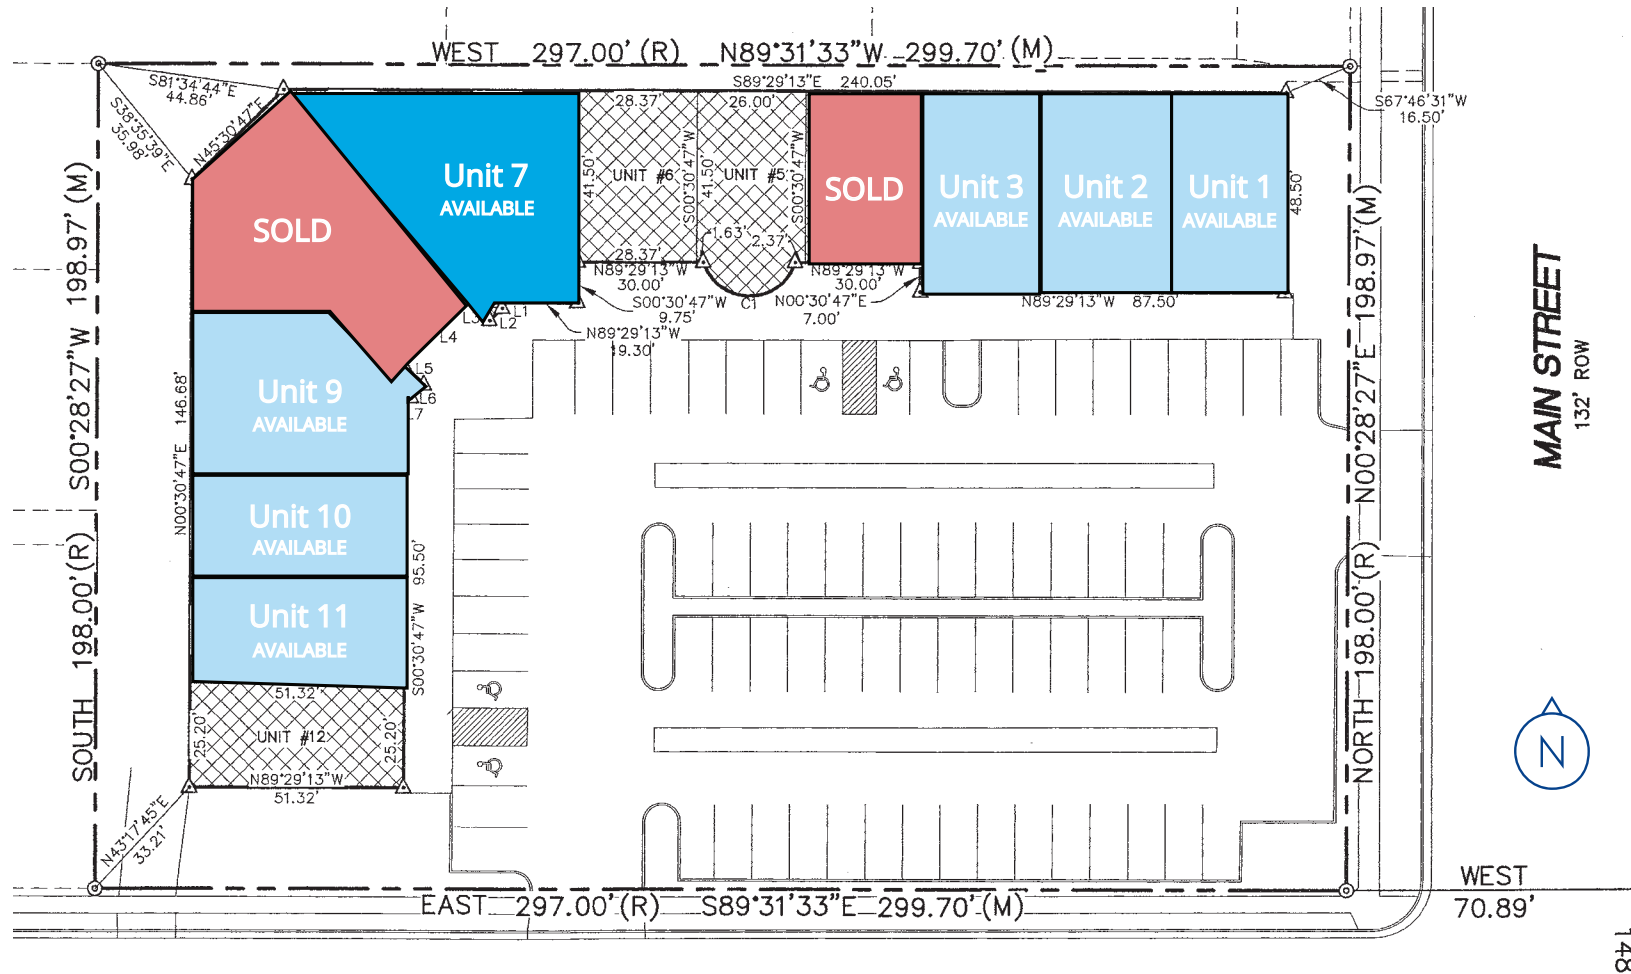 WEST 297.00' (R) N89°31'33"W 299.70' (M)
S89°29'13"E 240.05'
S81°34'44"E
44.86'
S38°35'39"E
35.98'
N45°30'47"E
S67°46'31"W
16.50'
28.37'
26.00'
Unit 7
AVAILABLE
41.50'
UNIT #6
S00°30'47"W
41.50'
UNIT #5
S00°30'47"W
SOLD
Unit 3
AVAILABLE
Unit 2
AVAILABLE
Unit 1
AVAILABLE
48.50'
SOLD
1.63'
2.37'
28.37'
N89°29'13"W
30.00'
S00°30'47"W
9.75'
C1
N89°29'13"W
30.00'
N00°30'47"E
7.00'
N89°29'13"W 87.50'
N89°29'13"W
19.30'
L1
L2
L3
L4
L5
L6
L7
Unit 9
AVAILABLE
Unit 10
AVAILABLE
Unit 11
AVAILABLE
N00°30'47"E 146.68'
S00°30'47"W 95.50'
51.32'
25.20'
UNIT #12
25.20'
N89°29'13"W
51.32'
N43°17'45"E
33.21'
SOUTH 198.00' (R) S00°28'27"W 198.97' (M)
NORTH 198.00' (R) N00°28'27"E 198.97' (M)
MAIN STREET
132' ROW
N
EAST 297.00' (R) S89°31'33"E 299.70' (M)
WEST
70.89'
148